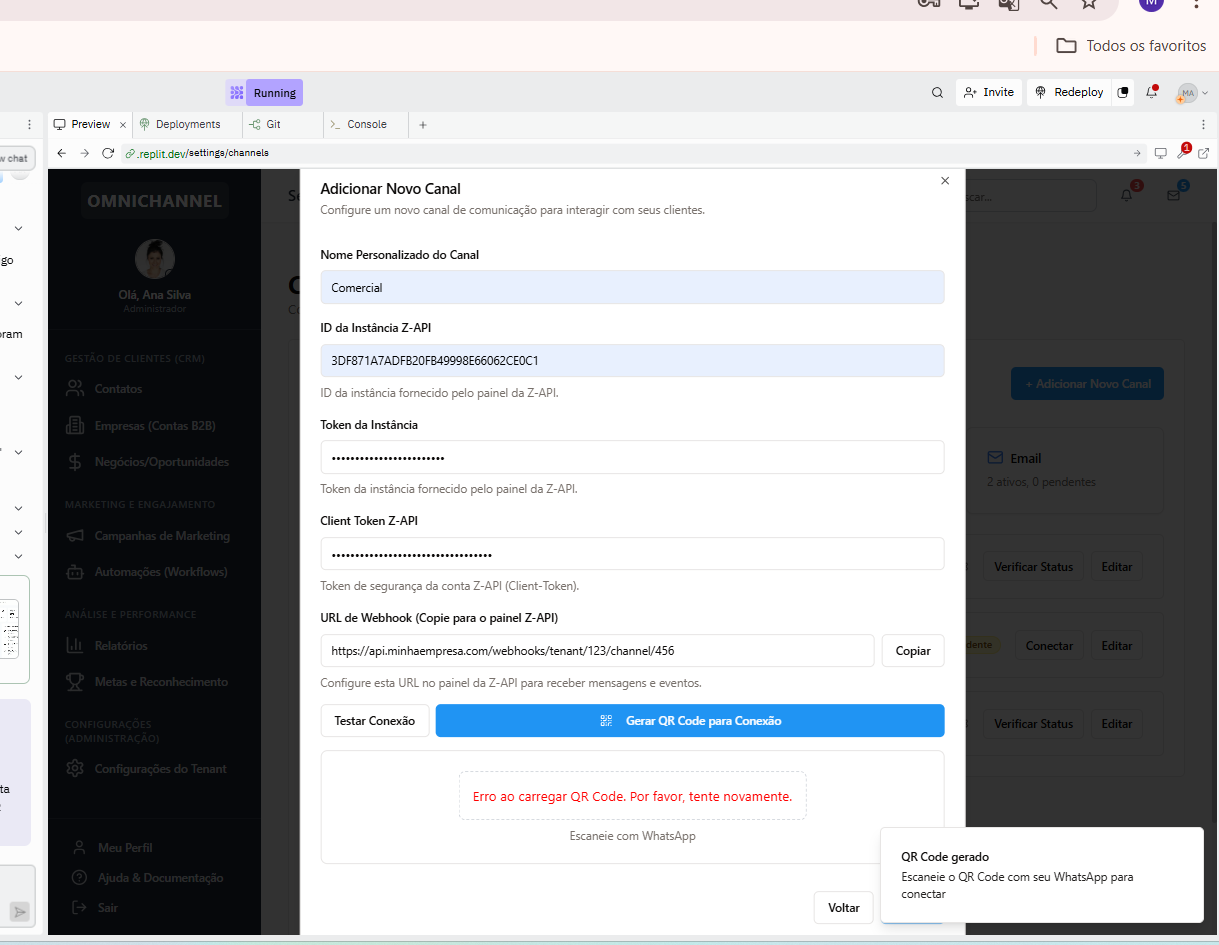 M
Todos os favoritos
Running
Invite
Redeploy
MA
Preview
Deployments
Git
Console
w chat
.replit.dev/settings/channels
1
OMNICHANNEL
Olá, Ana Silva
Administrador
GESTÃO DE CLIENTES (CRM)
Contatos
Empresas (Contas B2B)
Negócios/Oportunidades
MARKETING E ENGAJAMENTO
Campanhas de Marketing
Automações (Workflows)
ANÁLISE E PERFORMANCE
Relatórios
Metas e Reconhecimento
CONFIGURAÇÕES
(ADMINISTRAÇÃO)
Configurações do Tenant
Meu Perfil
Ajuda & Documentação
Sair
go
oram
ta
Adicionar Novo Canal
Configure um novo canal de comunicação para interagir com seus clientes.
Nome Personalizado do Canal
Comercial
ID da Instância Z-API
3DF871A7ADFB20FB49998E66062CE0C1
ID da instância fornecido pelo painel da Z-API.
Token da Instância
Token da instância fornecido pelo painel da Z-API.
Client Token Z-API
Token de segurança da conta Z-API (Client-Token).
URL de Webhook (Copie para o painel Z-API)
https://api.minhaempresa.com/webhooks/tenant/123/channel/456
Copiar
Configure esta URL no painel da Z-API para receber mensagens e eventos.
Testar Conexão
Gerar QR Code para Conexão
Erro ao carregar QR Code. Por favor, tente novamente.
Escaneie com WhatsApp
Voltar
Se
C
Co
scar...
3
5
+ Adicionar Novo Canal
Email
2 ativos, 0 pendentes
Verificar Status
Editar
dente
Conectar
Editar
Verificar Status
Editar
QR Code gerado
Escaneie o QR Code com seu WhatsApp para
conectar